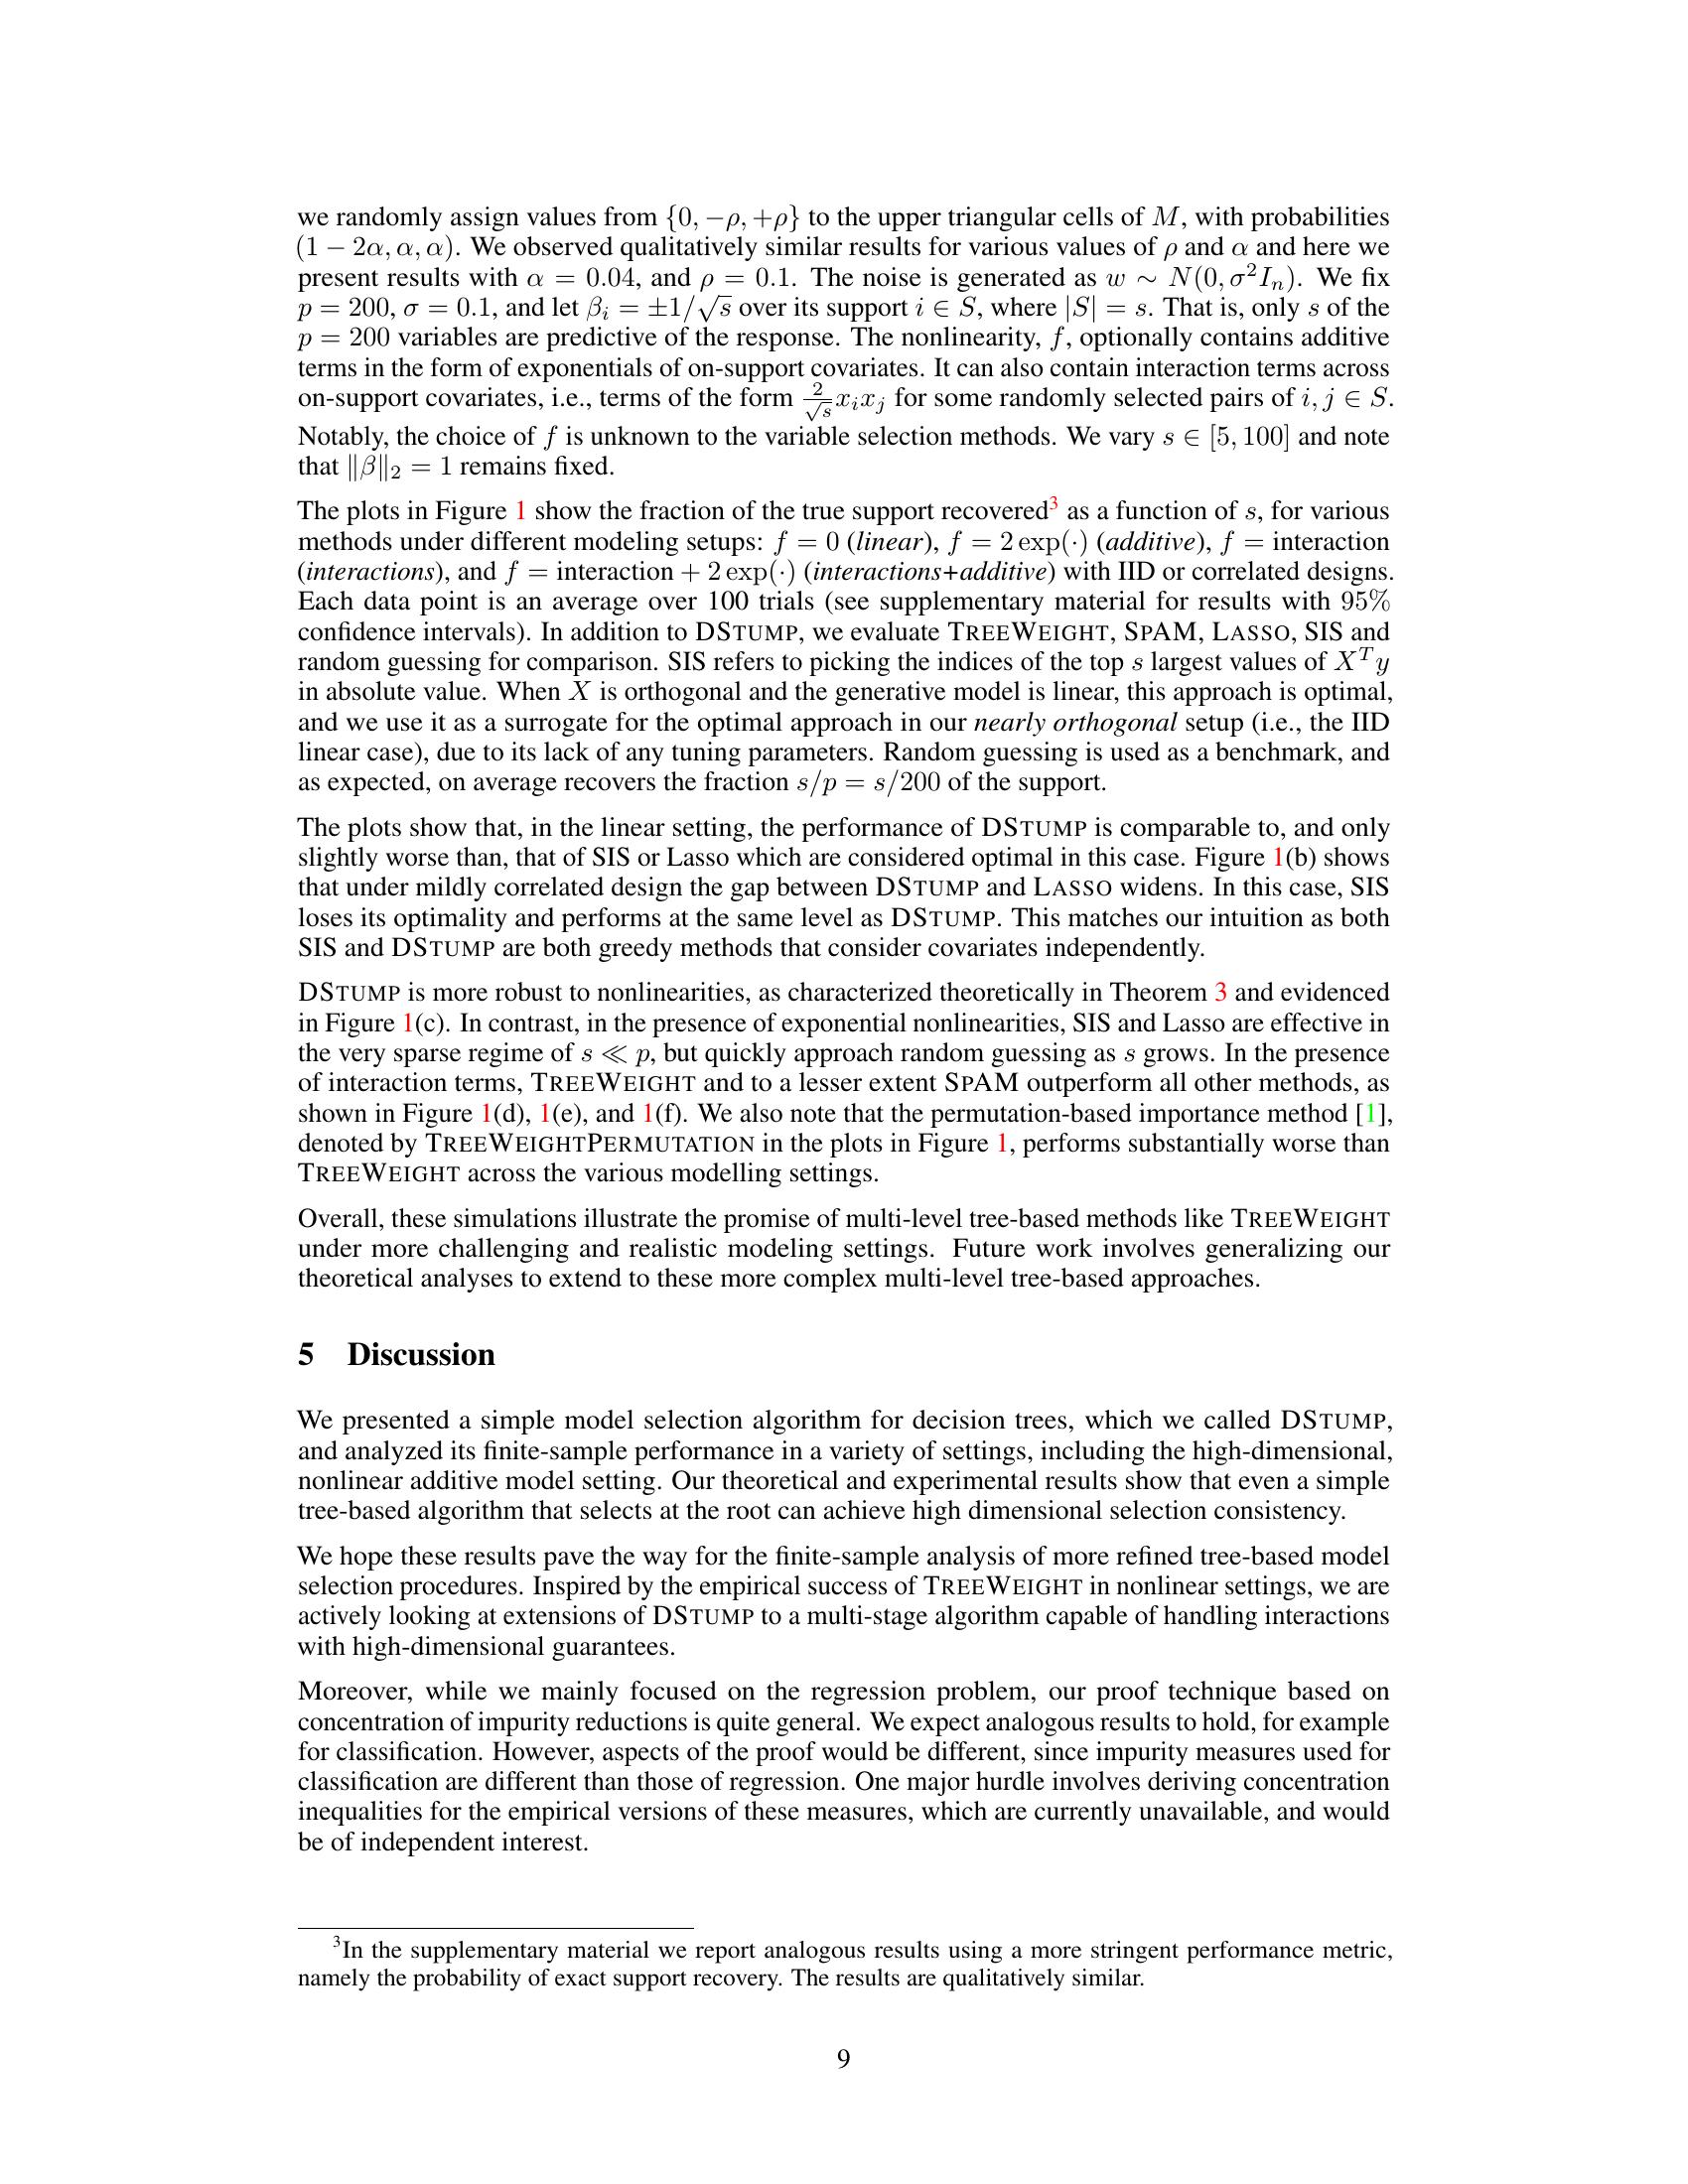 we randomly assign values from {0, −ρ, +ρ} to the upper triangular cells of M, with probabilities
(1 − 2α, α, α). We observed qualitatively similar results for various values of ρ and α and here we
present results with α = 0.04, and ρ = 0.1. The noise is generated as w ∼ N(0, σ²Iₙ). We fix
p = 200, σ = 0.1, and let βᵢ = ±1/√s over its support i ∈ S, where |S| = s. That is, only s of the
p = 200 variables are predictive of the response. The nonlinearity, f, optionally contains additive
terms in the form of exponentials of on-support covariates. It can also contain interaction terms across
on-support covariates, i.e., terms of the form 2/√s xᵢxⱼ for some randomly selected pairs of i, j ∈ S.
Notably, the choice of f is unknown to the variable selection methods. We vary s ∈ [5, 100] and note
that ‖β‖₂ = 1 remains fixed.
The plots in Figure 1 show the fraction of the true support recovered³ as a function of s, for various
methods under different modeling setups: f = 0 (linear), f = 2 exp(·) (additive), f = interaction
(interactions), and f = interaction + 2 exp(·) (interactions+additive) with IID or correlated designs.
Each data point is an average over 100 trials (see supplementary material for results with 95%
confidence intervals). In addition to DSTUMP, we evaluate TREEWEIGHT, SPAM, LASSO, SIS and
random guessing for comparison. SIS refers to picking the indices of the top s largest values of Xᵀy
in absolute value. When X is orthogonal and the generative model is linear, this approach is optimal,
and we use it as a surrogate for the optimal approach in our nearly orthogonal setup (i.e., the IID
linear case), due to its lack of any tuning parameters. Random guessing is used as a benchmark, and
as expected, on average recovers the fraction s/p = s/200 of the support.
The plots show that, in the linear setting, the performance of DSTUMP is comparable to, and only
slightly worse than, that of SIS or Lasso which are considered optimal in this case. Figure 1(b) shows
that under mildly correlated design the gap between DSTUMP and LASSO widens. In this case, SIS
loses its optimality and performs at the same level as DSTUMP. This matches our intuition as both
SIS and DSTUMP are both greedy methods that consider covariates independently.
DSTUMP is more robust to nonlinearities, as characterized theoretically in Theorem 3 and evidenced
in Figure 1(c). In contrast, in the presence of exponential nonlinearities, SIS and Lasso are effective in
the very sparse regime of s ≪ p, but quickly approach random guessing as s grows. In the presence
of interaction terms, TREEWEIGHT and to a lesser extent SPAM outperform all other methods, as
shown in Figure 1(d), 1(e), and 1(f). We also note that the permutation-based importance method [1],
denoted by TREEWEIGHTPERMUTATION in the plots in Figure 1, performs substantially worse than
TREEWEIGHT across the various modelling settings.
Overall, these simulations illustrate the promise of multi-level tree-based methods like TREEWEIGHT
under more challenging and realistic modeling settings. Future work involves generalizing our
theoretical analyses to extend to these more complex multi-level tree-based approaches.
5 Discussion
We presented a simple model selection algorithm for decision trees, which we called DSTUMP,
and analyzed its finite-sample performance in a variety of settings, including the high-dimensional,
nonlinear additive model setting. Our theoretical and experimental results show that even a simple
tree-based algorithm that selects at the root can achieve high dimensional selection consistency.
We hope these results pave the way for the finite-sample analysis of more refined tree-based model
selection procedures. Inspired by the empirical success of TREEWEIGHT in nonlinear settings, we are
actively looking at extensions of DSTUMP to a multi-stage algorithm capable of handling interactions
with high-dimensional guarantees.
Moreover, while we mainly focused on the regression problem, our proof technique based on
concentration of impurity reductions is quite general. We expect analogous results to hold, for example
for classification. However, aspects of the proof would be different, since impurity measures used for
classification are different than those of regression. One major hurdle involves deriving concentration
inequalities for the empirical versions of these measures, which are currently unavailable, and would
be of independent interest.
³In the supplementary material we report analogous results using a more stringent performance metric,
namely the probability of exact support recovery. The results are qualitatively similar.
9